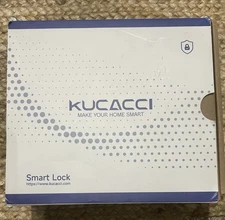 KUCACCI
MAKE YOUR HOME SMART
Smart Lock
https://www.kucacci.com